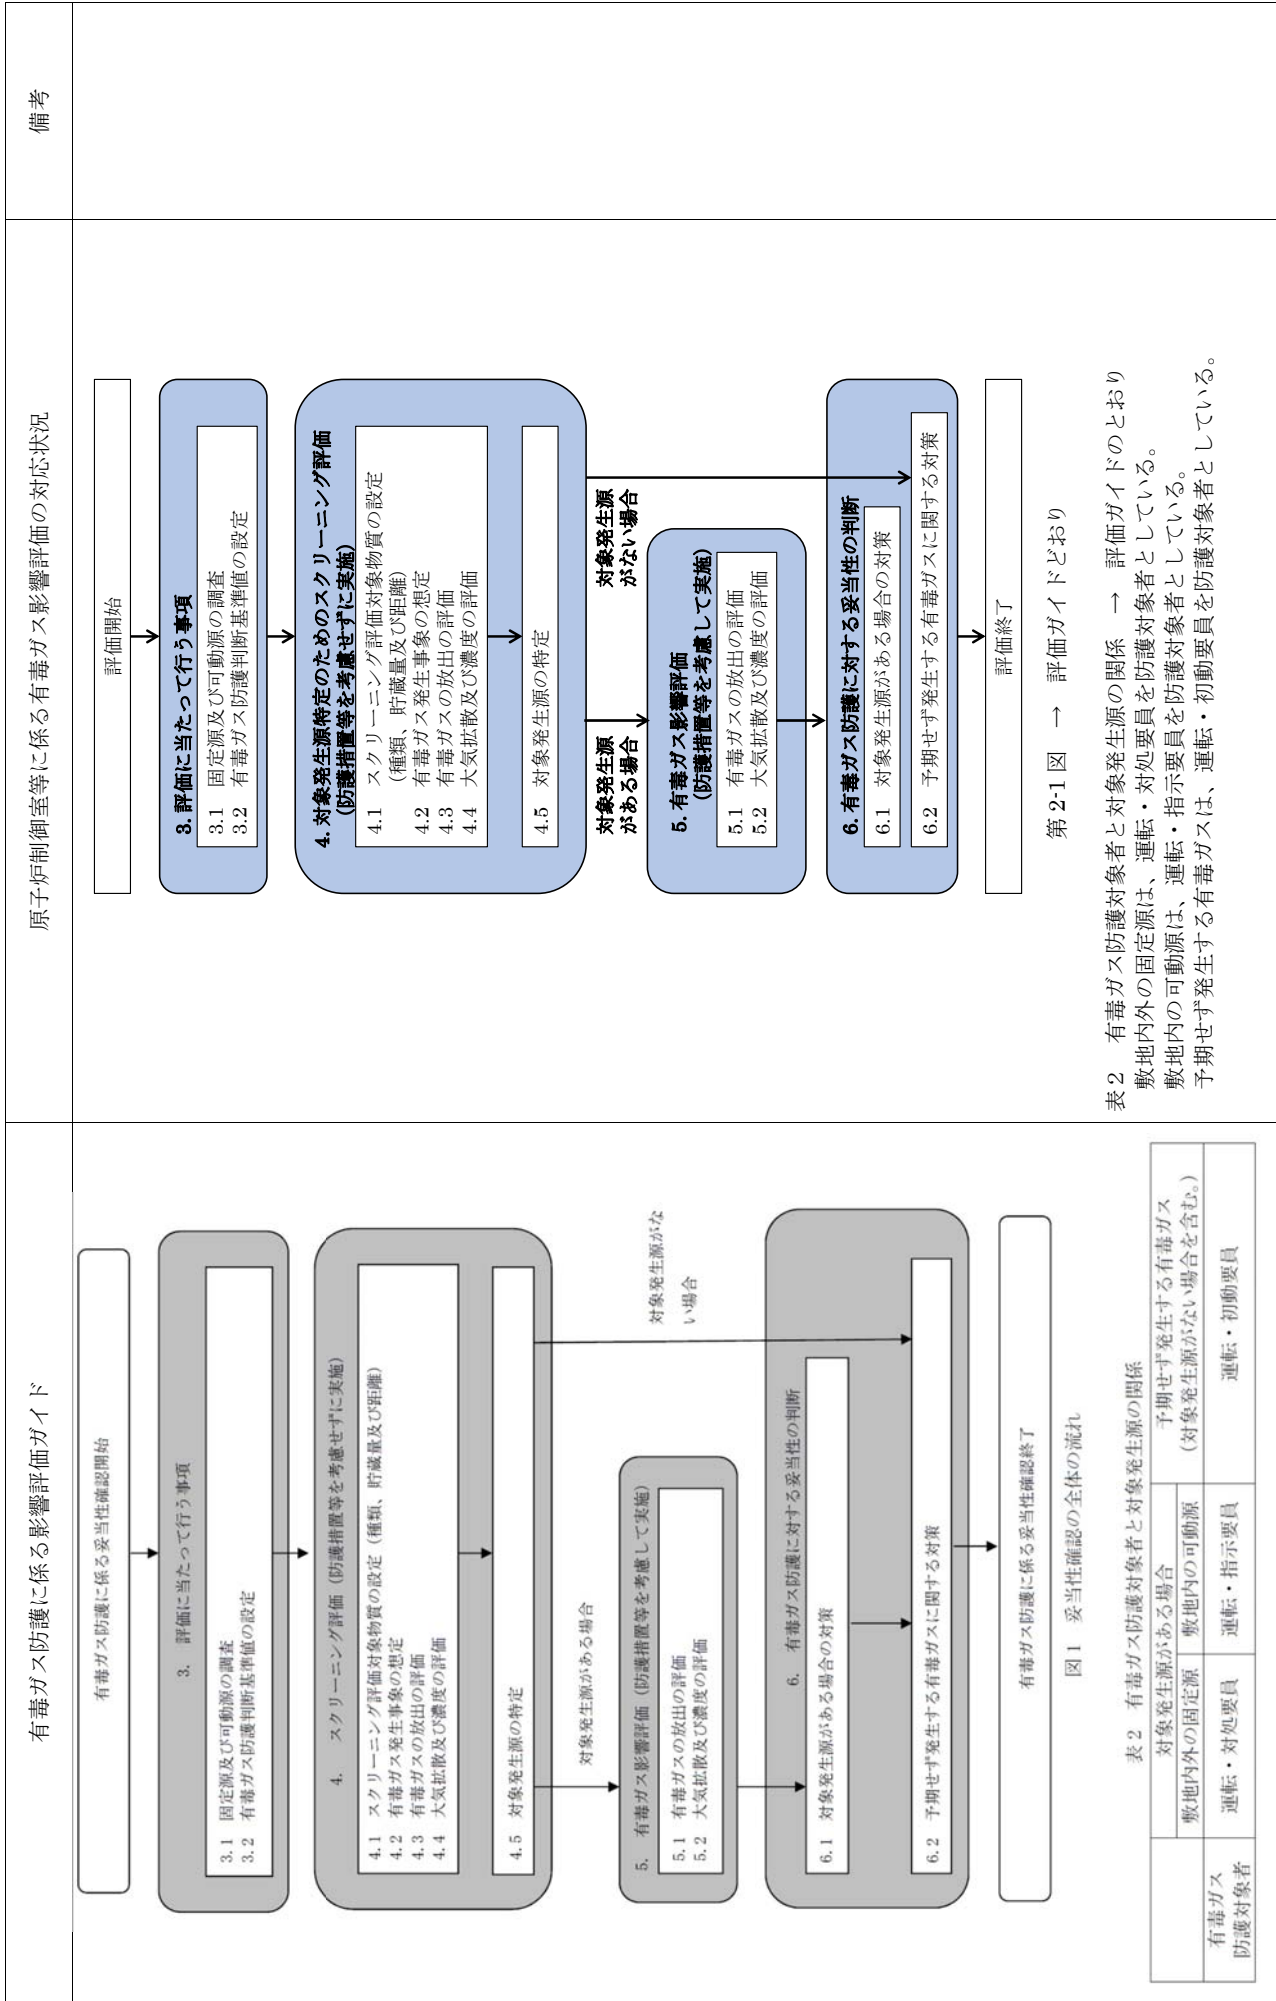 有毒ガス防護に係る影響評価ガイド
有毒ガス防護に係る妥当性確認開始
3. 評価に当たって行う事項
3.1 固定源及び可動源の調査
3.2 有毒ガス防護判断基準値の設定
4. スクリーニング評価（防護措置等を考慮せずに実施）
4.1 スクリーニング評価対象物質の設定（種類、貯蔵量及び距離）
4.2 有毒ガス発生事象の想定
4.3 有毒ガスの放出の評価
4.4 大気拡散及び濃度の評価
4.5 対象発生源の特定
対象発生源がある場合
対象発生源がな
い場合
5. 有毒ガス影響評価（防護措置等を考慮して実施）
5.1 有毒ガスの放出の評価
5.2 大気拡散及び濃度の評価
6. 有毒ガス防護に対する妥当性の判断
6.1 対象発生源がある場合の対策
6.2 予期せず発生する有毒ガスに関する対策
有毒ガス防護に係る妥当性確認終了
図1 妥当性確認の全体の流れ
表2 有毒ガス防護対象者と対象発生源の関係
対象発生源がある場合
予期せず発生する有毒ガス
（対象発生源がない場合を含む。）
敷地内外の固定源
敷地内の可動源
有毒ガス
防護対象者
運転・対処要員
運転・指示要員
運転・初動要員
原子炉制御室等に係る有毒ガス影響評価の対応状況
評価開始
3. 評価に当たって行う事項
3.1 固定源及び可動源の調査
3.2 有毒ガス防護判断基準値の設定
4. 対象発生源特定のためのスクリーニング評価
（防護措置等を考慮せずに実施）
4.1 スクリーニング評価対象物質の設定
（種類、貯蔵量及び距離）
4.2 有毒ガス発生事象の想定
4.3 有毒ガスの放出の評価
4.4 大気拡散及び濃度の評価
4.5 対象発生源の特定
対象発生源
がある場合
対象発生源
がない場合
5. 有毒ガス影響評価
（防護措置等を考慮して実施）
5.1 有毒ガスの放出の評価
5.2 大気拡散及び濃度の評価
6. 有毒ガス防護に対する妥当性の判断
6.1 対象発生源がある場合の対策
6.2 予期せず発生する有毒ガスに関する対策
評価終了
第 2-1 図 → 評価ガイドどおり
表2 有毒ガス防護対象者と対象発生源の関係 → 評価ガイドのとおり
敷地内外の固定源は、運転・対処要員を防護対象者としている。
敷地内の可動源は、運転・指示要員を防護対象者としている。
予期せず発生する有毒ガスは、運転・初動要員を防護対象者としている。
備考